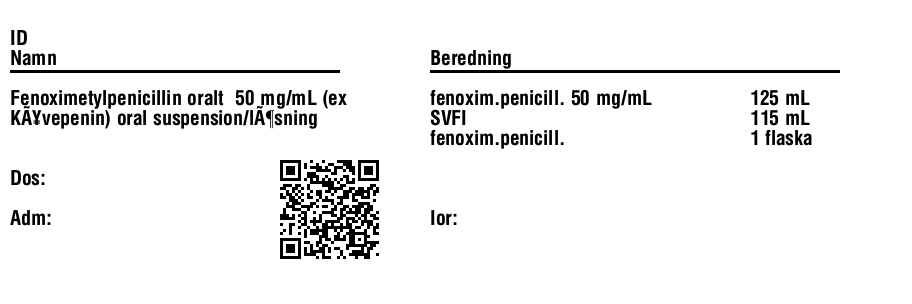 ID
Namn
Beredning
Fenoximetylpenicillin oralt 50 mg/mL (ex
KÃ¥vepenin) oral suspension/lÃ¶sning
fenoxim.penicill. 50 mg/mL 125 mL
SVFI 115 mL
fenoxim.penicill. 1 flaska
Dos:
Adm:
Ior: